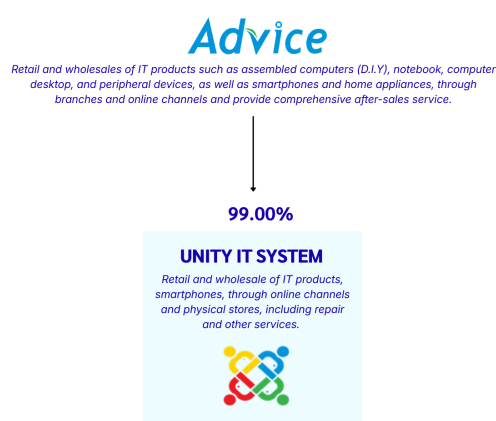 Advice
Retail and wholesales of IT products such as assembled computers (D.I.Y), notebook, computer
desktop, and peripheral devices, as well as smartphones and home appliances, through
branches and online channels and provide comprehensive after-sales service.
99.00%
UNITY IT SYSTEM
Retail and wholesale of IT products,
smartphones, through online channels
and physical stores, including repair
and other services.